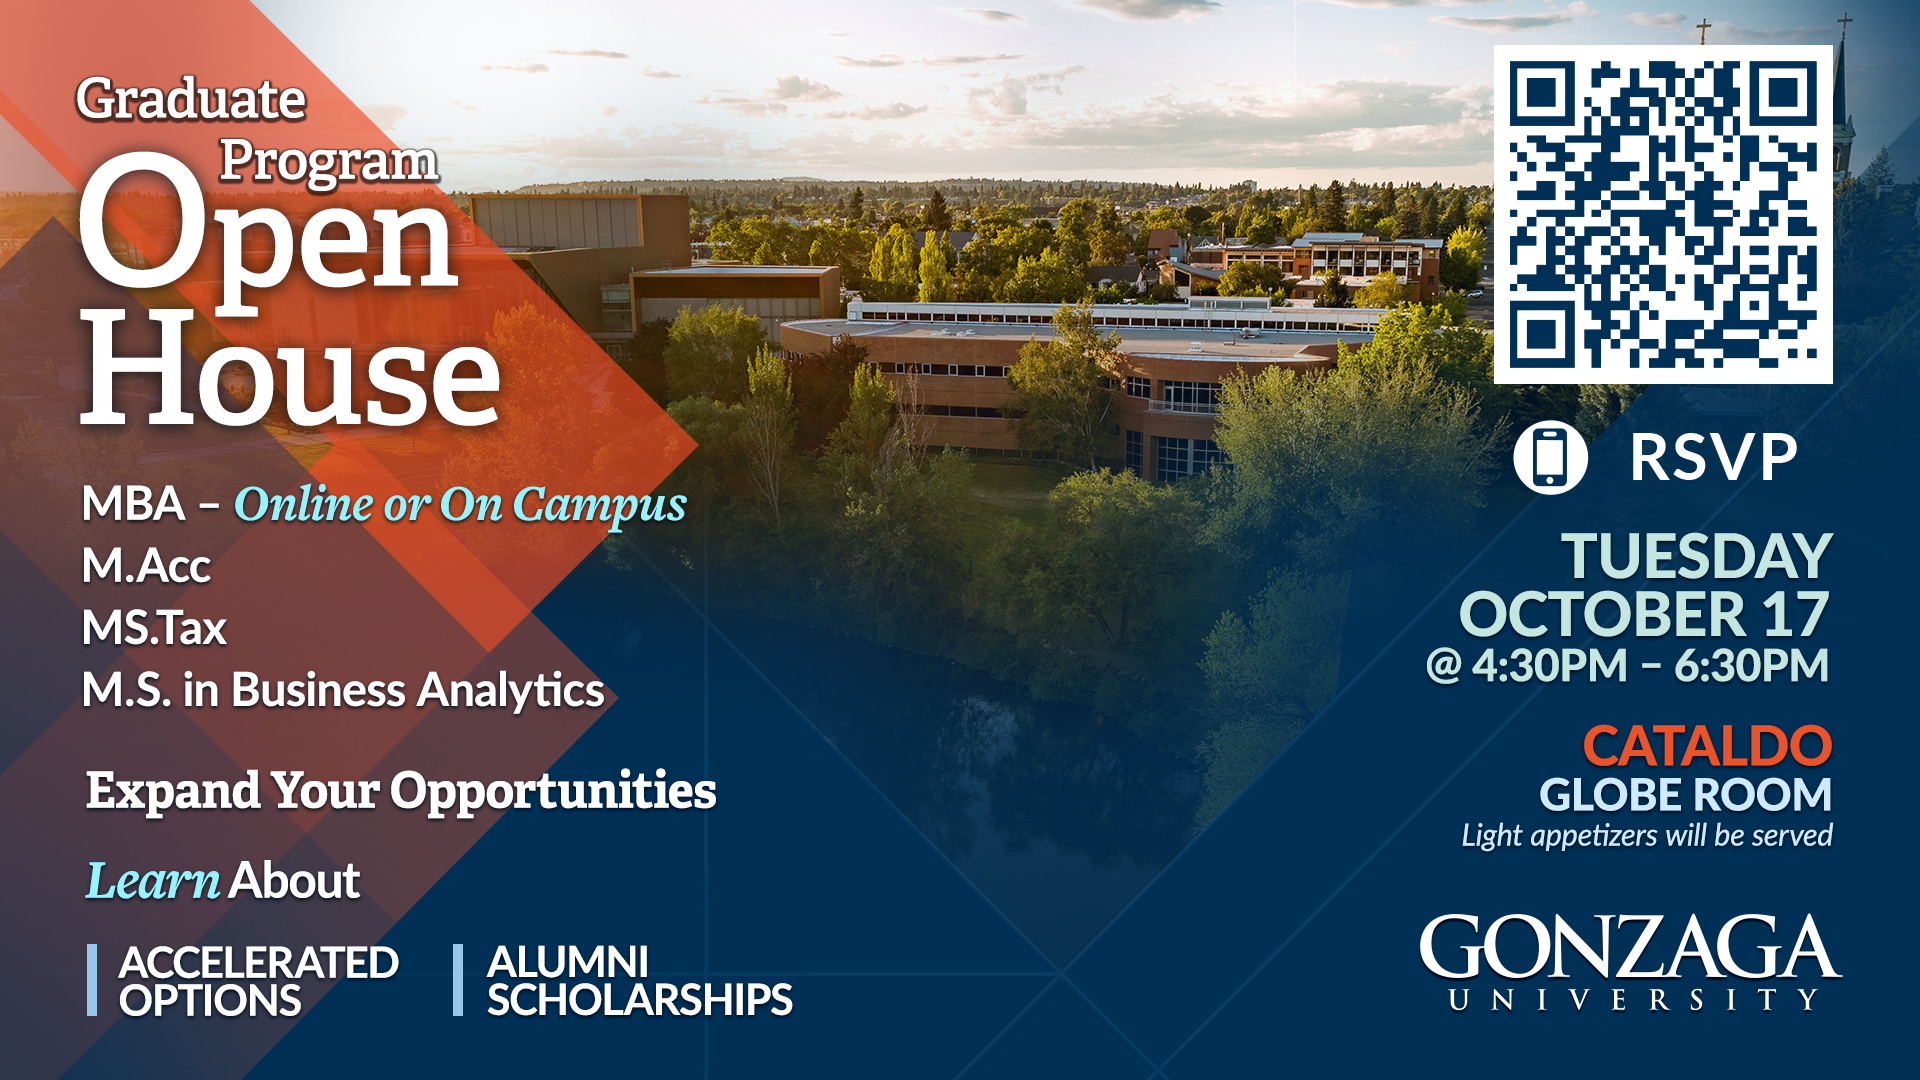 Graduate
Program
Open
House
MBA – Online or On Campus
M.Acc
MS.Tax
M.S. in Business Analytics
Expand Your Opportunities
Learn About
ACCELERATED
OPTIONS
ALUMNI
SCHOLARSHIPS
RSVP
TUESDAY
OCTOBER 17
@ 4:30PM – 6:30PM
CATALDO
GLOBE ROOM
Light appetizers will be served
GONZAGA
UNIVERSITY